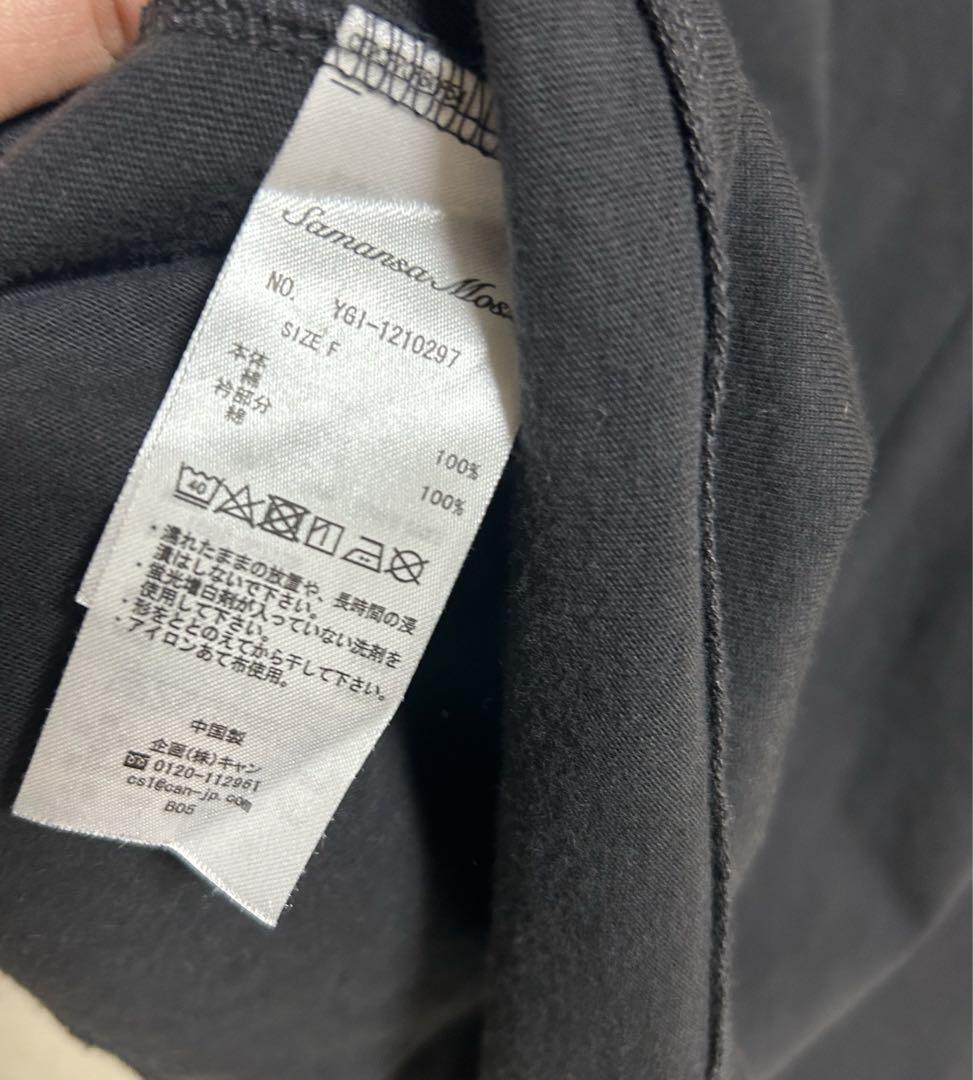 Samansa Mos
NO. YGI-1210297
SIZE F
本体
綿 100%
衿部分
綿 100%
40
・濡れたままの放置や、長時間の浸
漬はしないで下さい。
・蛍光増白剤が入っていない洗剤を
使用して下さい。
・形をととのえてから干して下さい。
・アイロンあて布使用。
中国製
企画(株)キャン
0120-112961
cs1@can-jp.com
B05